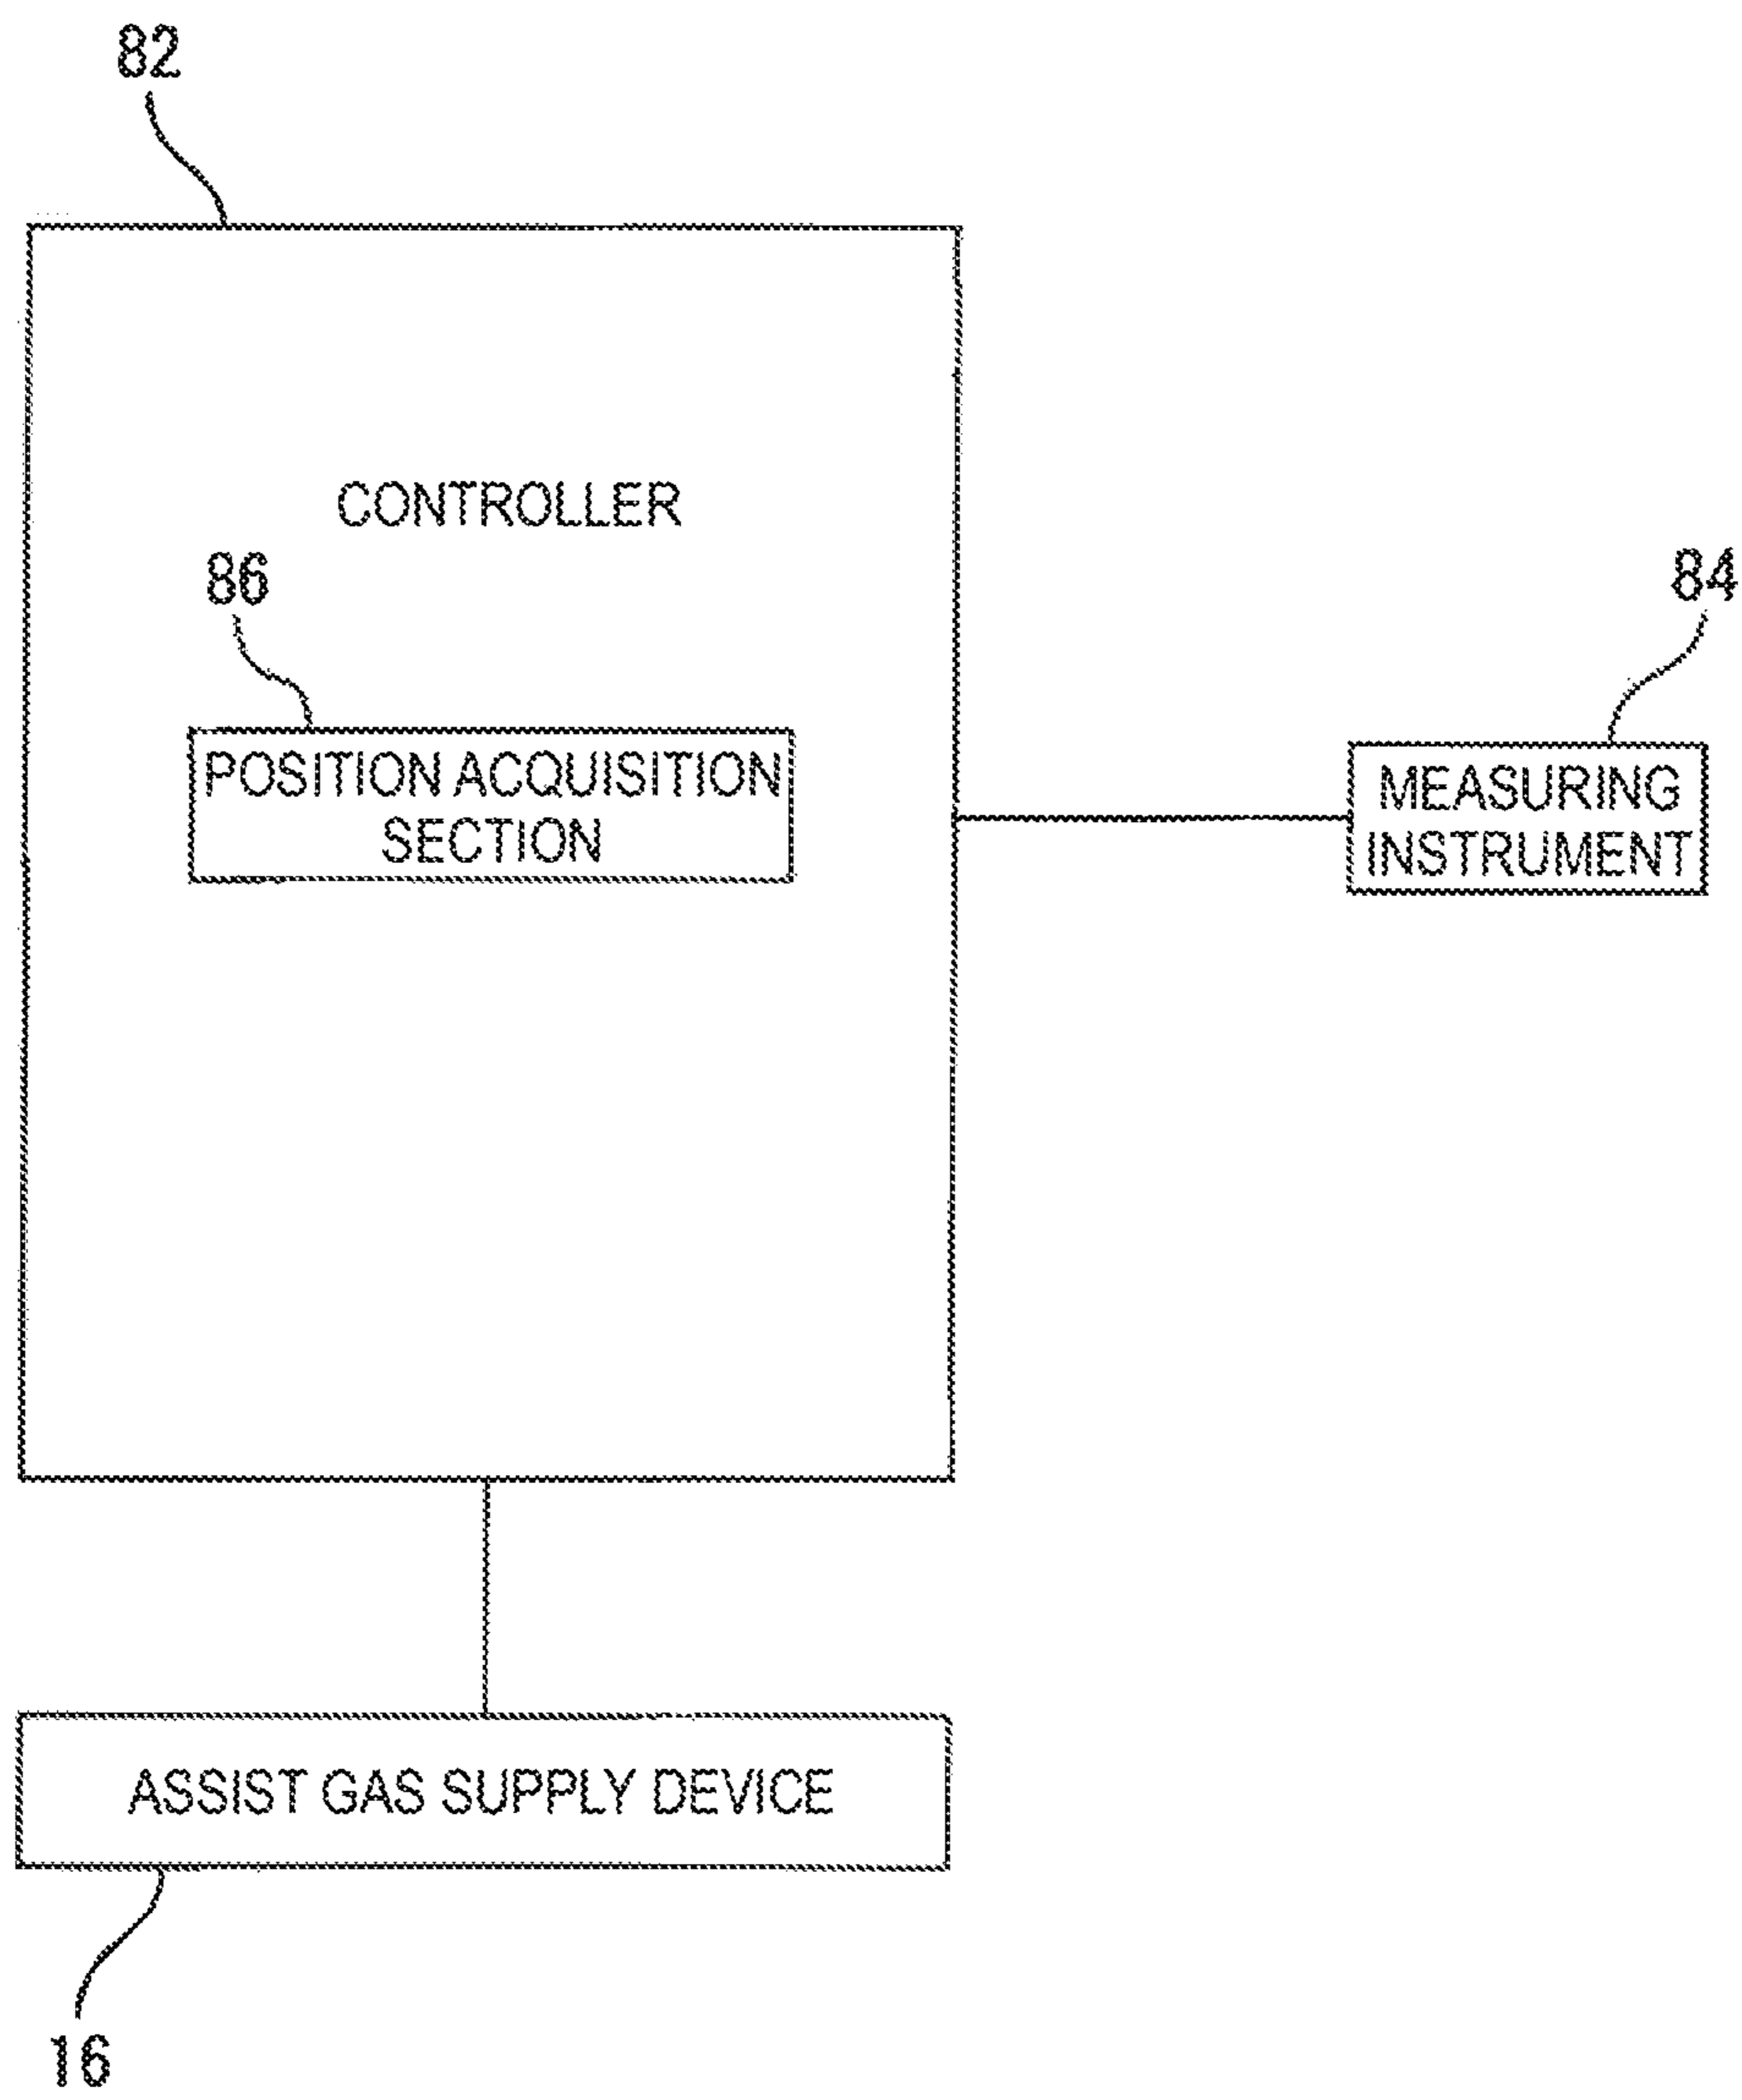 82
CONTROLLER
86
84
POSITION ACQUISITION
SECTION
MEASURING
INSTRUMENT
ASSIST GAS SUPPLY DEVICE
16